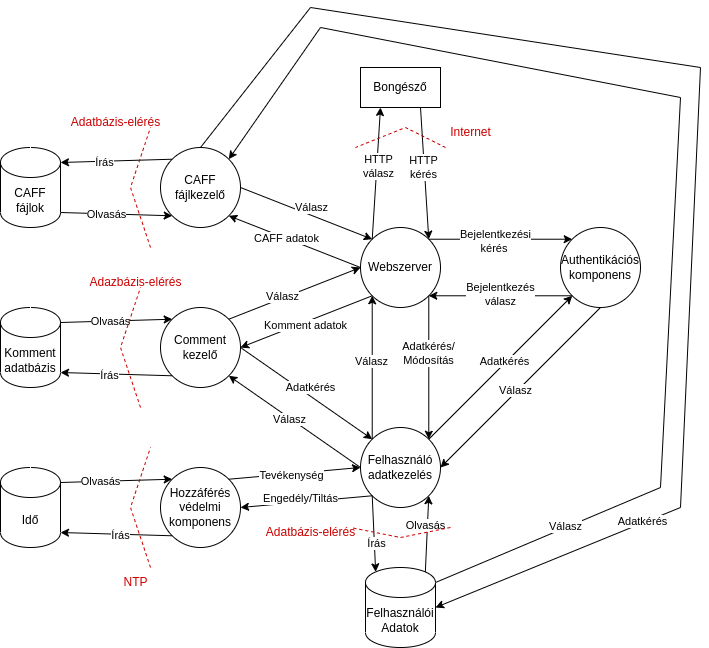 Bongésző
Adatbázis-elérés
Internet
Írás
HTTP
válasz
HTTP
kérés
CAFF
fájlok
CAFF
fájlkezelő
Olvasás
Válasz
CAFF adatok
Bejelentkezési
kérés
Webszerver
Authentikációs
komponens
Adazbázis-elérés
Válasz
Bejelentkezés
válasz
Olvasás
Komment adatok
Komment
adatbázis
Comment
kezelő
Adatkérés/
Módosítás
Válasz
Adatkérés
Írás
Adatkérés
Válasz
Válasz
Felhasználó
adatkezelés
Olvasás
Tevékenység
Idő
Hozzáférés
védelmi
komponens
Engedély/Tiltás
Írás
Adatbázis-elérés
Olvasás
Válasz
Adatkérés
Írás
NTP
Felhasználói
Adatok